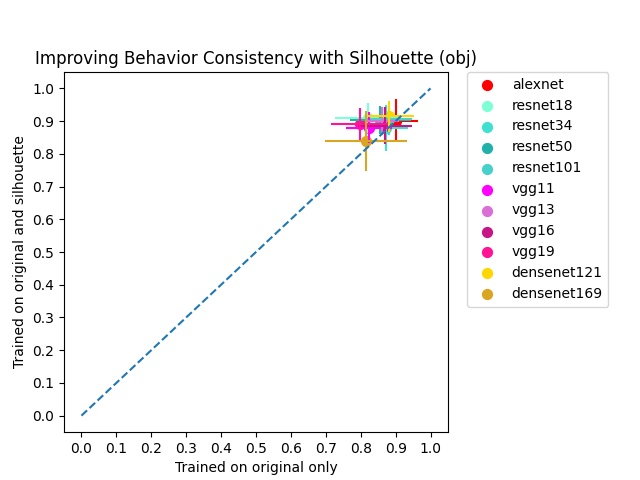 Improving Behavior Consistency with Silhouette (obj)
Trained on original and silhouette
1.0
0.9
0.8
0.7
0.6
0.5
0.4
0.3
0.2
0.1
0.0
0.0 0.1 0.2 0.3 0.4 0.5 0.6 0.7 0.8 0.9 1.0
Trained on original only
alexnet
resnet18
resnet34
resnet50
resnet101
vgg11
vgg13
vgg16
vgg19
densenet121
densenet169